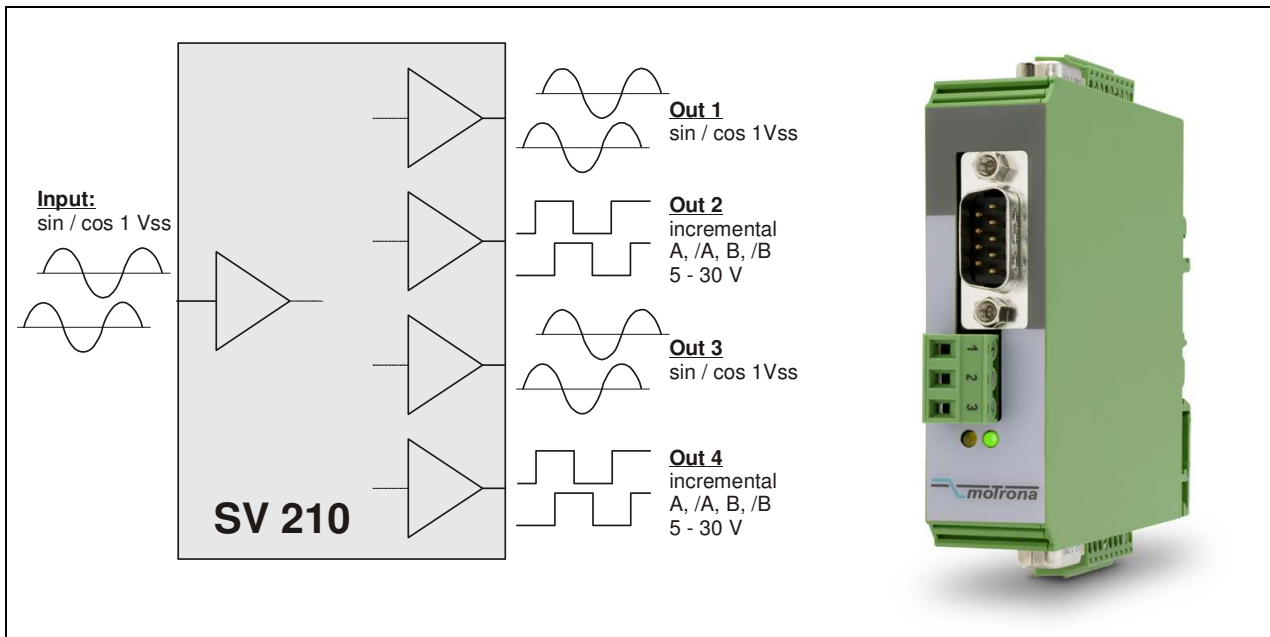 Input:
sin / cos 1 Vss
SV 210
Out 1
sin / cos 1Vss
Out 2
incremental
A, /A, B, /B
5 - 30 V
Out 3
sin / cos 1Vss
Out 4
incremental
A, /A, B, /B
5 - 30 V
1
2
3
motrona